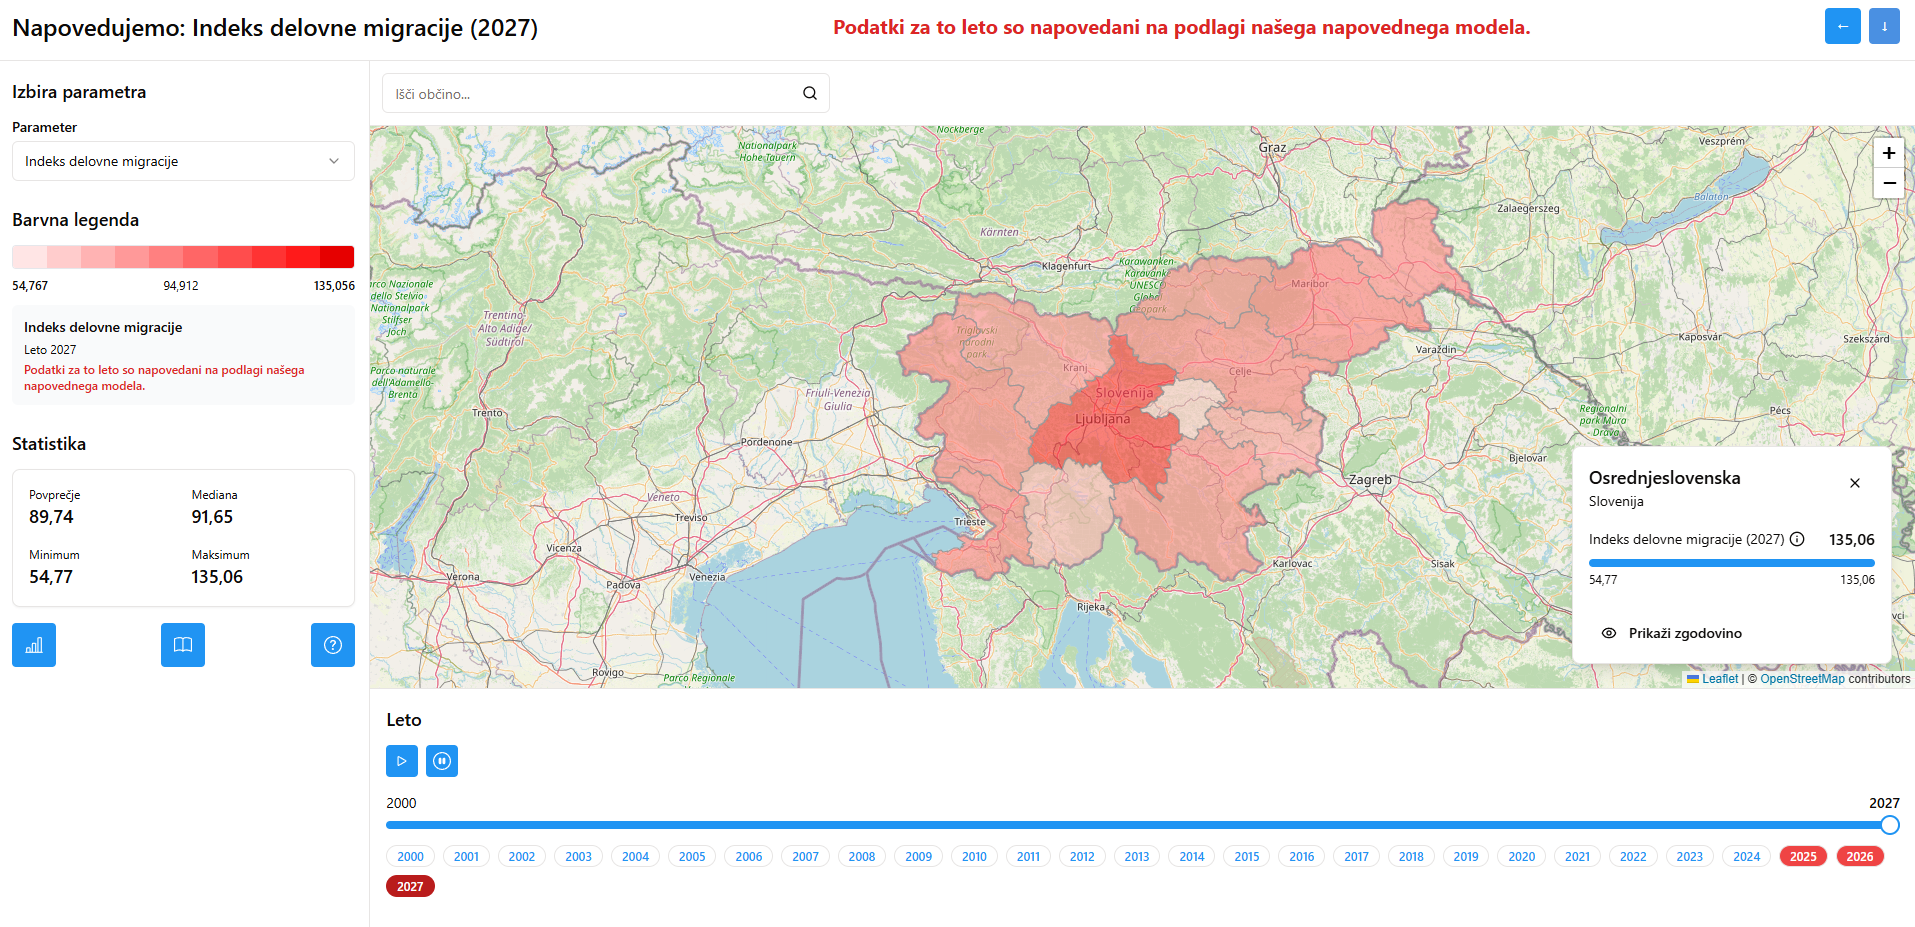 Napovedujemo: Indeks delovne migracije (2027)
Podatki za to leto so napovedani na podlagi našega napovednega modela.
←
↓
Izbira parametra
Parameter
Indeks delovne migracije
Barvna legenda
54,767 94,912 135,056
Indeks delovne migracije
Leto 2027
Podatki za to leto so napovedani na podlagi našega
napovednega modela.
Statistika
Povprečje Mediana
89,74 91,65
Minimum Maksimum
54,77 135,06
Išči občino...
Nockberge
Nationalpark
Hohe Tauern
Graz
Veszprém
Balaton
Zalaegerszeg
Kärnten
Klagenfurt
Karawanken-
Karavanke
UNESCO
Global
Geopark
Maribor
arco Nazionale
dello Stelvio
Nationalpark
Stilfser
Joch
Trentino-
Alto Adige/
Südtirol
Triglavski
narodni
park
Kaposvár
Szekszárd
Varaždin
Parco naturale
dell'Adamello-
Brenta
Kranj
Celje
Slovenija
Ljubljana
Friuli-Venezia
Giulia
Trento
Pordenone
Regionalni
park Mura
- Drava
Pécs
Bjelovar
Zagreb
Veneto
Treviso
Trieste
Vicenza
Verona
Padova
Venezia
Karlovac
Sisak
Rijeka
Rovigo
Parco Regionale
vci
+
−
Osrednjeslovenska
Slovenija
Indeks delovne migracije (2027) 135,06
54,77 135,06
Prikaži zgodovino
Leaflet | © OpenStreetMap contributors
Leto
2000 2027
2000 2001 2002 2003 2004 2005 2006 2007 2008 2009 2010 2011 2012 2013 2014 2015 2016 2017 2018 2019 2020 2021 2022 2023 2024 2025 2026
2027